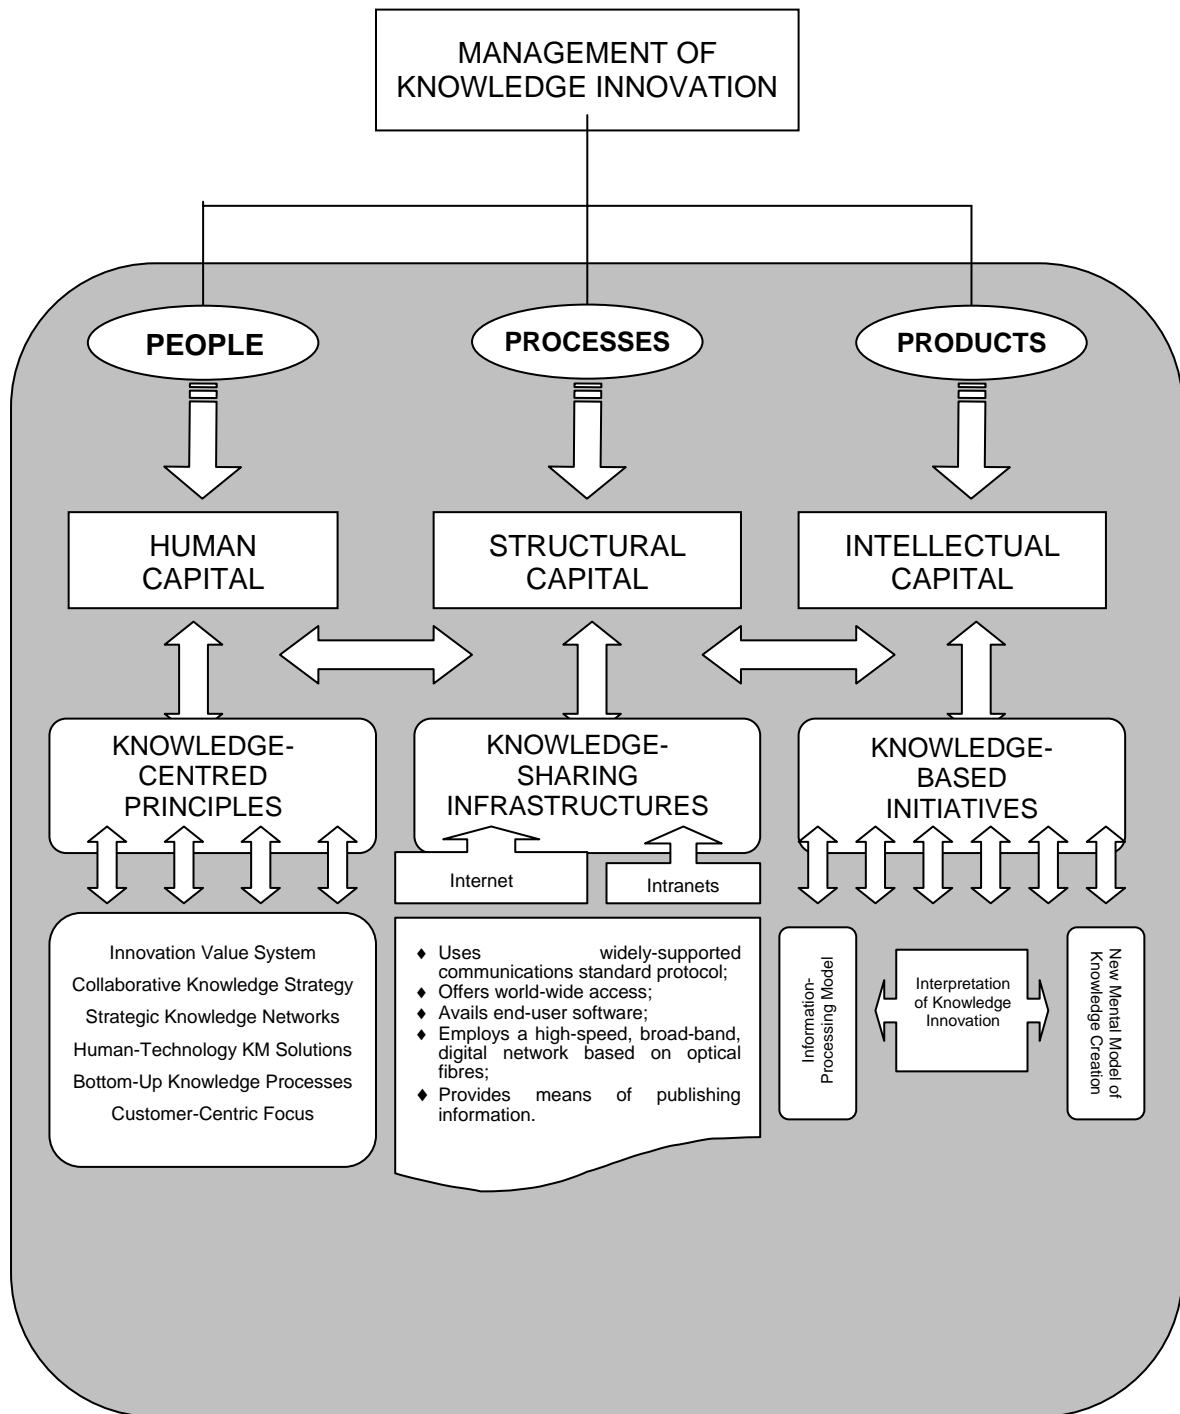 MANAGEMENT OF
KNOWLEDGE INNOVATION
PEOPLE
PROCESSES
PRODUCTS
HUMAN
CAPITAL
STRUCTURAL
CAPITAL
INTELLECTUAL
CAPITAL
KNOWLEDGE-
CENTRED
PRINCIPLES
KNOWLEDGE-
SHARING
INFRASTRUCTURES
KNOWLEDGE-
BASED
INITIATIVES
Internet
Intranets
Innovation Value System
Collaborative Knowledge Strategy
Strategic Knowledge Networks
Human-Technology KM Solutions
Bottom-Up Knowledge Processes
Customer-Centric Focus
♦ Uses widely-supported
communications standard protocol;
♦ Offers world-wide access;
♦ Avails end-user software;
♦ Employs a high-speed, broad-band,
digital network based on optical
fibres;
♦ Provides means of publishing
information.
Information-
Processing Model
Interpretation
of Knowledge
Innovation
New Mental Model of
Knowledge Creation